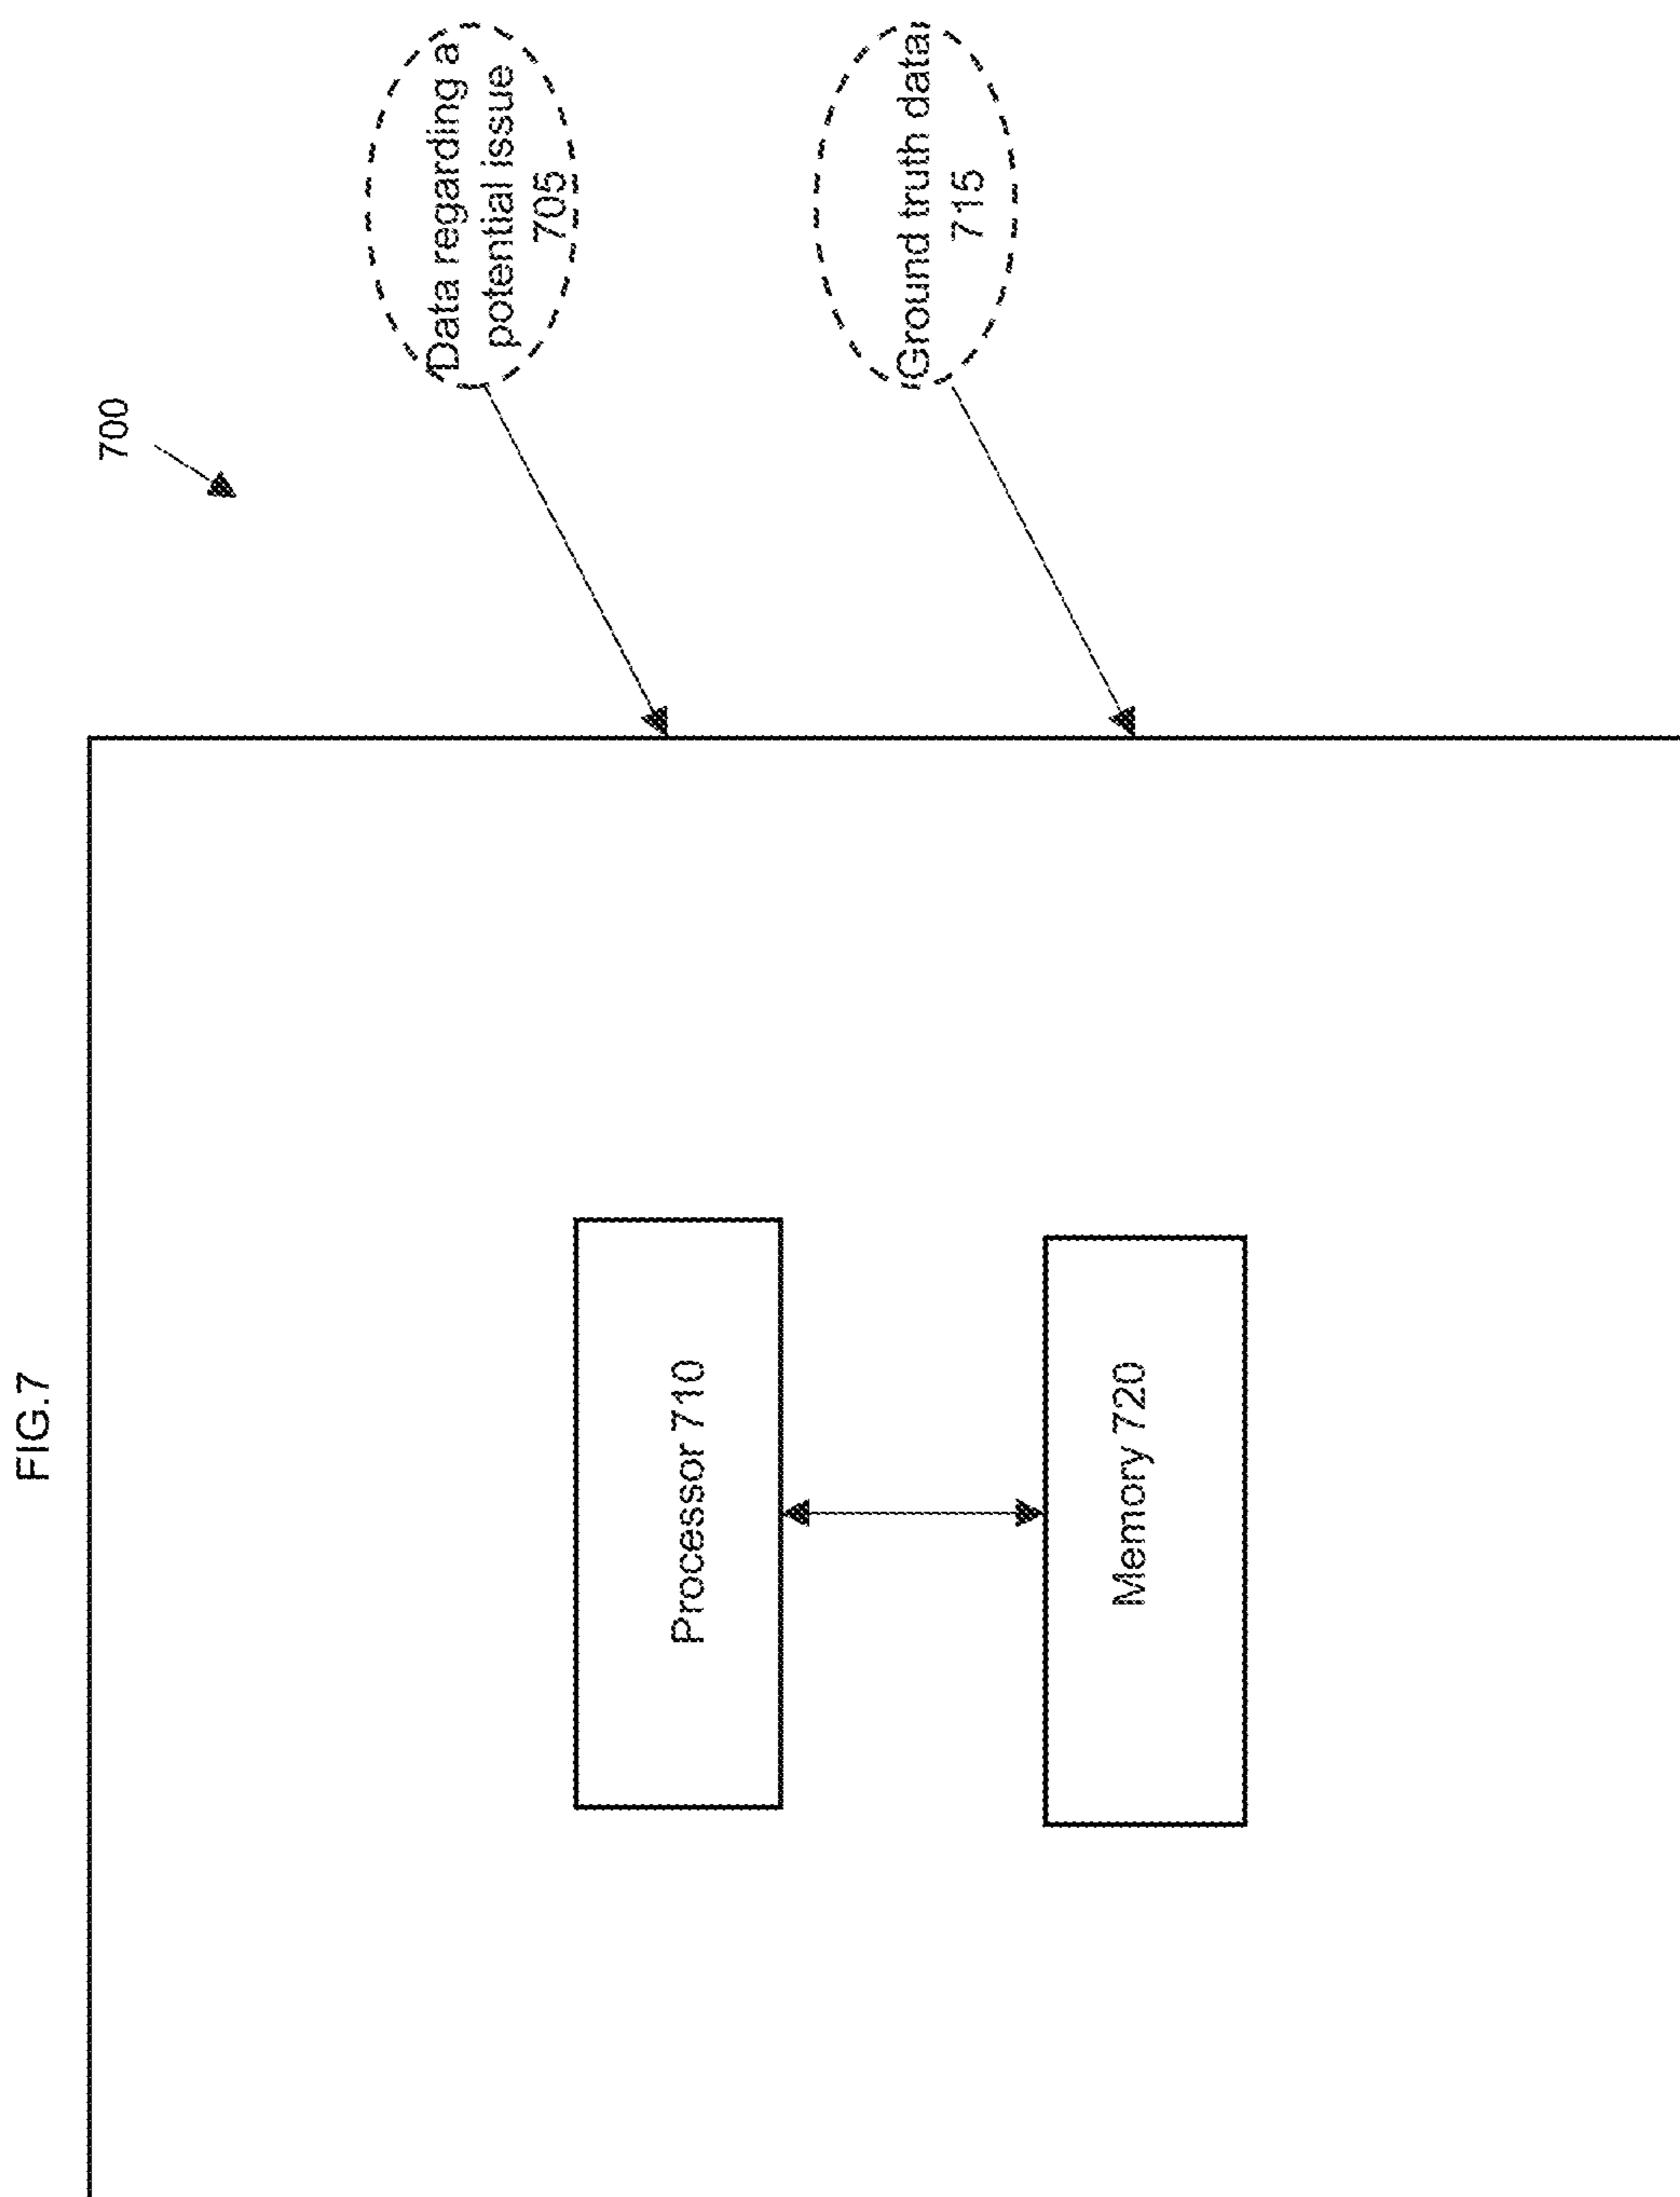 FIG.7
700
Data regarding a
potential issue
705
Ground truth data
715
Processor 710
Memory 720